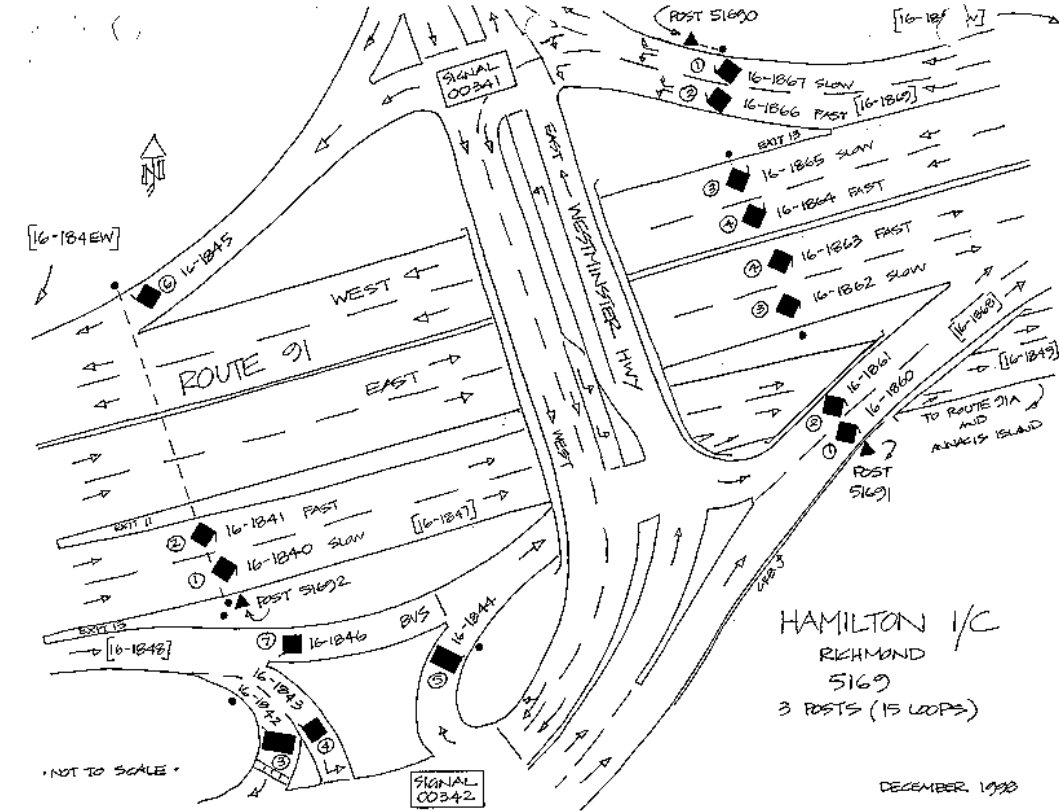 POST 51690
SIGNAL
00341
① 16-1867 SLOW
② 16-1866 FAST [16-1869]
EXIT 13
③ 16-1865 SLOW
④ 16-1864 FAST
④ 16-1863 FAST
③ 16-1862 SLOW
N
[16-184EW]
⑥ 16-1845
WEST
ROUTE 91
EAST
EAST
WESTMINSTER HWY
WEST
[16-1868]
[16-1849]
② 16-1861
① 16-1860
TO ROUTE 91A
AND
ANNACIS ISLAND
POST
51691
EXIT 11
② 16-1841 FAST
① 16-1840 SLOW
[16-1847]
POST 51692
EXIT 13
[16-1848]
⑦ 16-1846
BUS
⑤ 16-1844
④ 16-1843
③ 16-1842
HAMILTON I/C
RICHMOND
5169
3 POSTS (15 LOOPS)
• NOT TO SCALE •
SIGNAL
00342
DECEMBER 1998